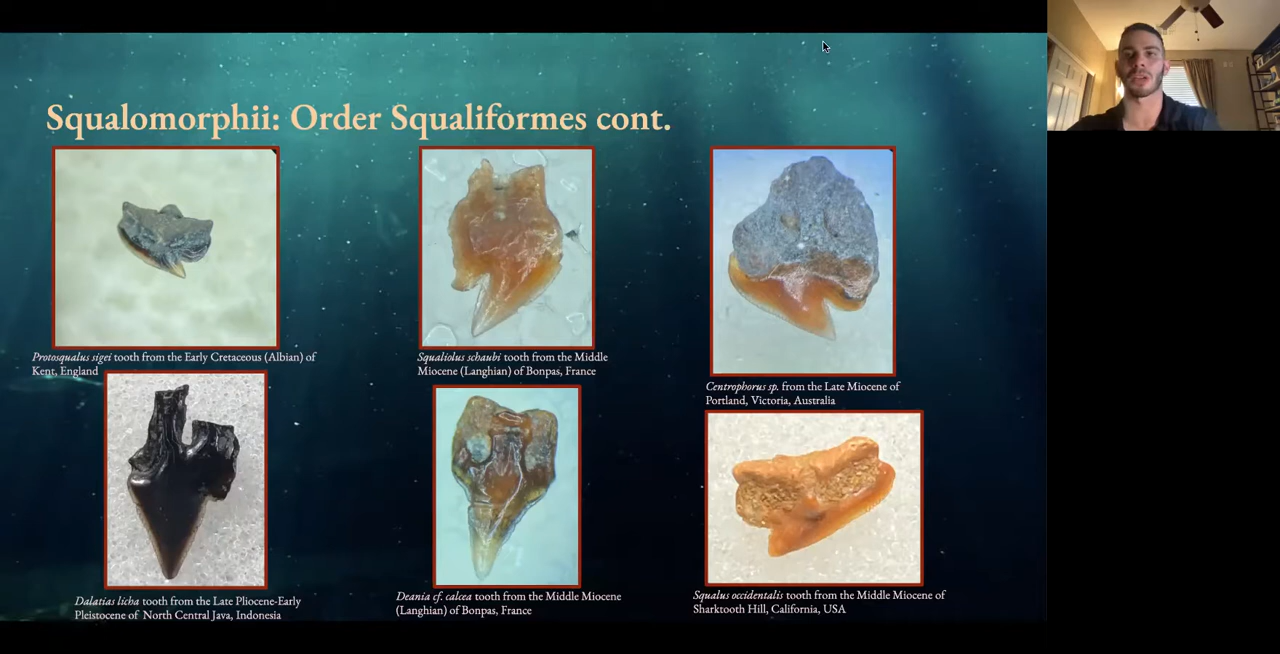 Squalomorphii: Order Squaliformes cont.
Protosqualus sigei tooth from the Early Cretaceous (Albian) of
Kent, England
Squaliolus schaubi tooth from the Middle
Miocene (Langhian) of Bonpas, France
Centrophorus sp. from the Late Miocene of
Portland, Victoria, Australia
Dalatias licha tooth from the Late Pliocene-Early
Pleistocene of North Central Java, Indonesia
Deania cf. calcea tooth from the Middle Miocene
(Langhian) of Bonpas, France
Squalus occidentalis tooth from the Middle Miocene of
Sharktooth Hill, California, USA